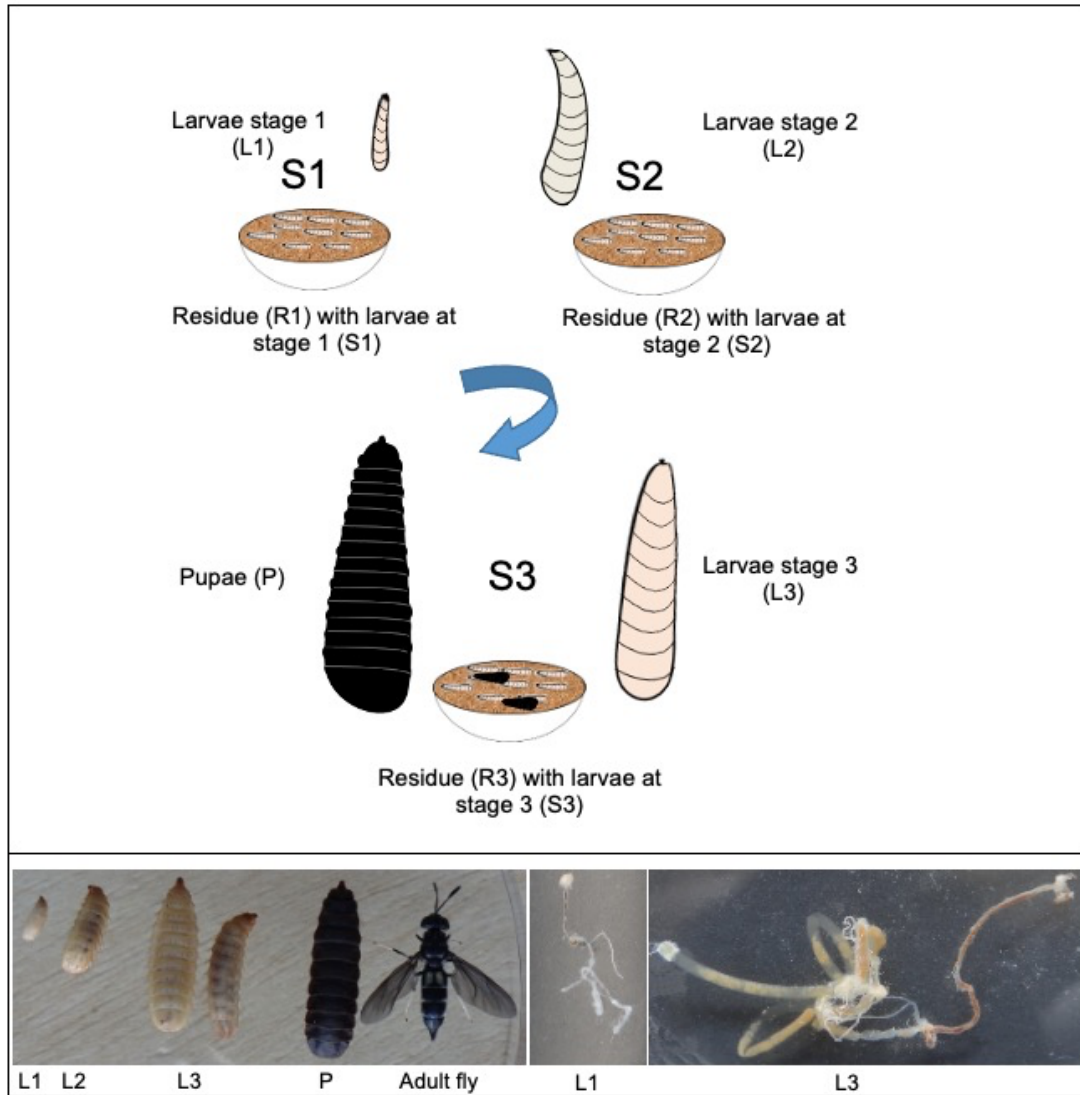 Larvae stage 1
(L1)
S1
Residue (R1) with larvae at
stage 1 (S1)
Larvae stage 2
(L2)
S2
Residue (R2) with larvae at
stage 2 (S2)
Pupae (P)
S3
Larvae stage 3
(L3)
Residue (R3) with larvae at
stage 3 (S3)
L1 L2 L3 P Adult fly L1 L3